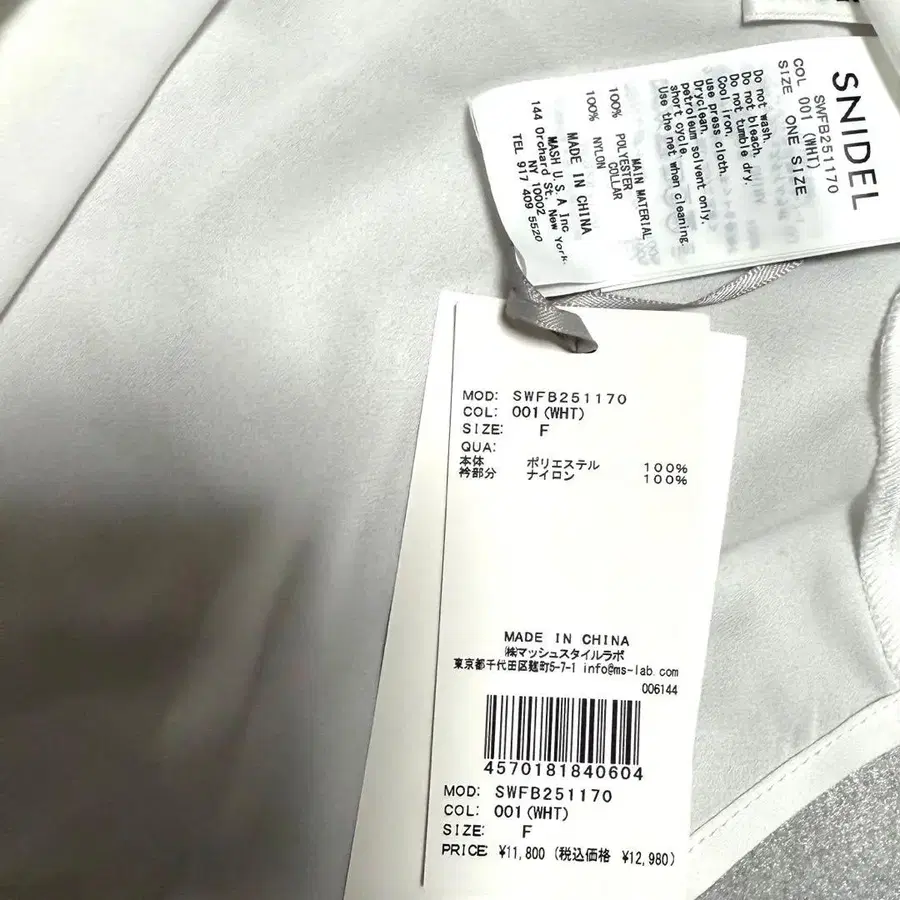 SNIDEL
SWFB251170
COL 001 (WHT)
SIZE ONE SIZE
Do not wash.
Do not bleach.
Do not tumble dry.
Cool iron.
use press cloth.
Dryclean.
petroleum solvent only.
short cycle.
Use the net when cleaning.
MAIN MATERIAL
100% POLYESTER
COLLAR
100% NYLON
MADE IN CHINA
MASH U.S.A Inc
144 Orchard St. New York.
NY 10002
TEL 917 409 5520
MOD: SWFB251170
COL: 001(WHT)
SIZE: F
QUA:
本体 ポリエステル 100%
衿部分 ナイロン 100%
MADE IN CHINA
㈱マッシュスタイルラボ
東京都千代田区麹町5-7-1 info@ms-lab.com
006144
4570181840604
MOD: SWFB251170
COL: 001(WHT)
SIZE: F
PRICE: ¥11,800 (税込価格 ¥12,980)